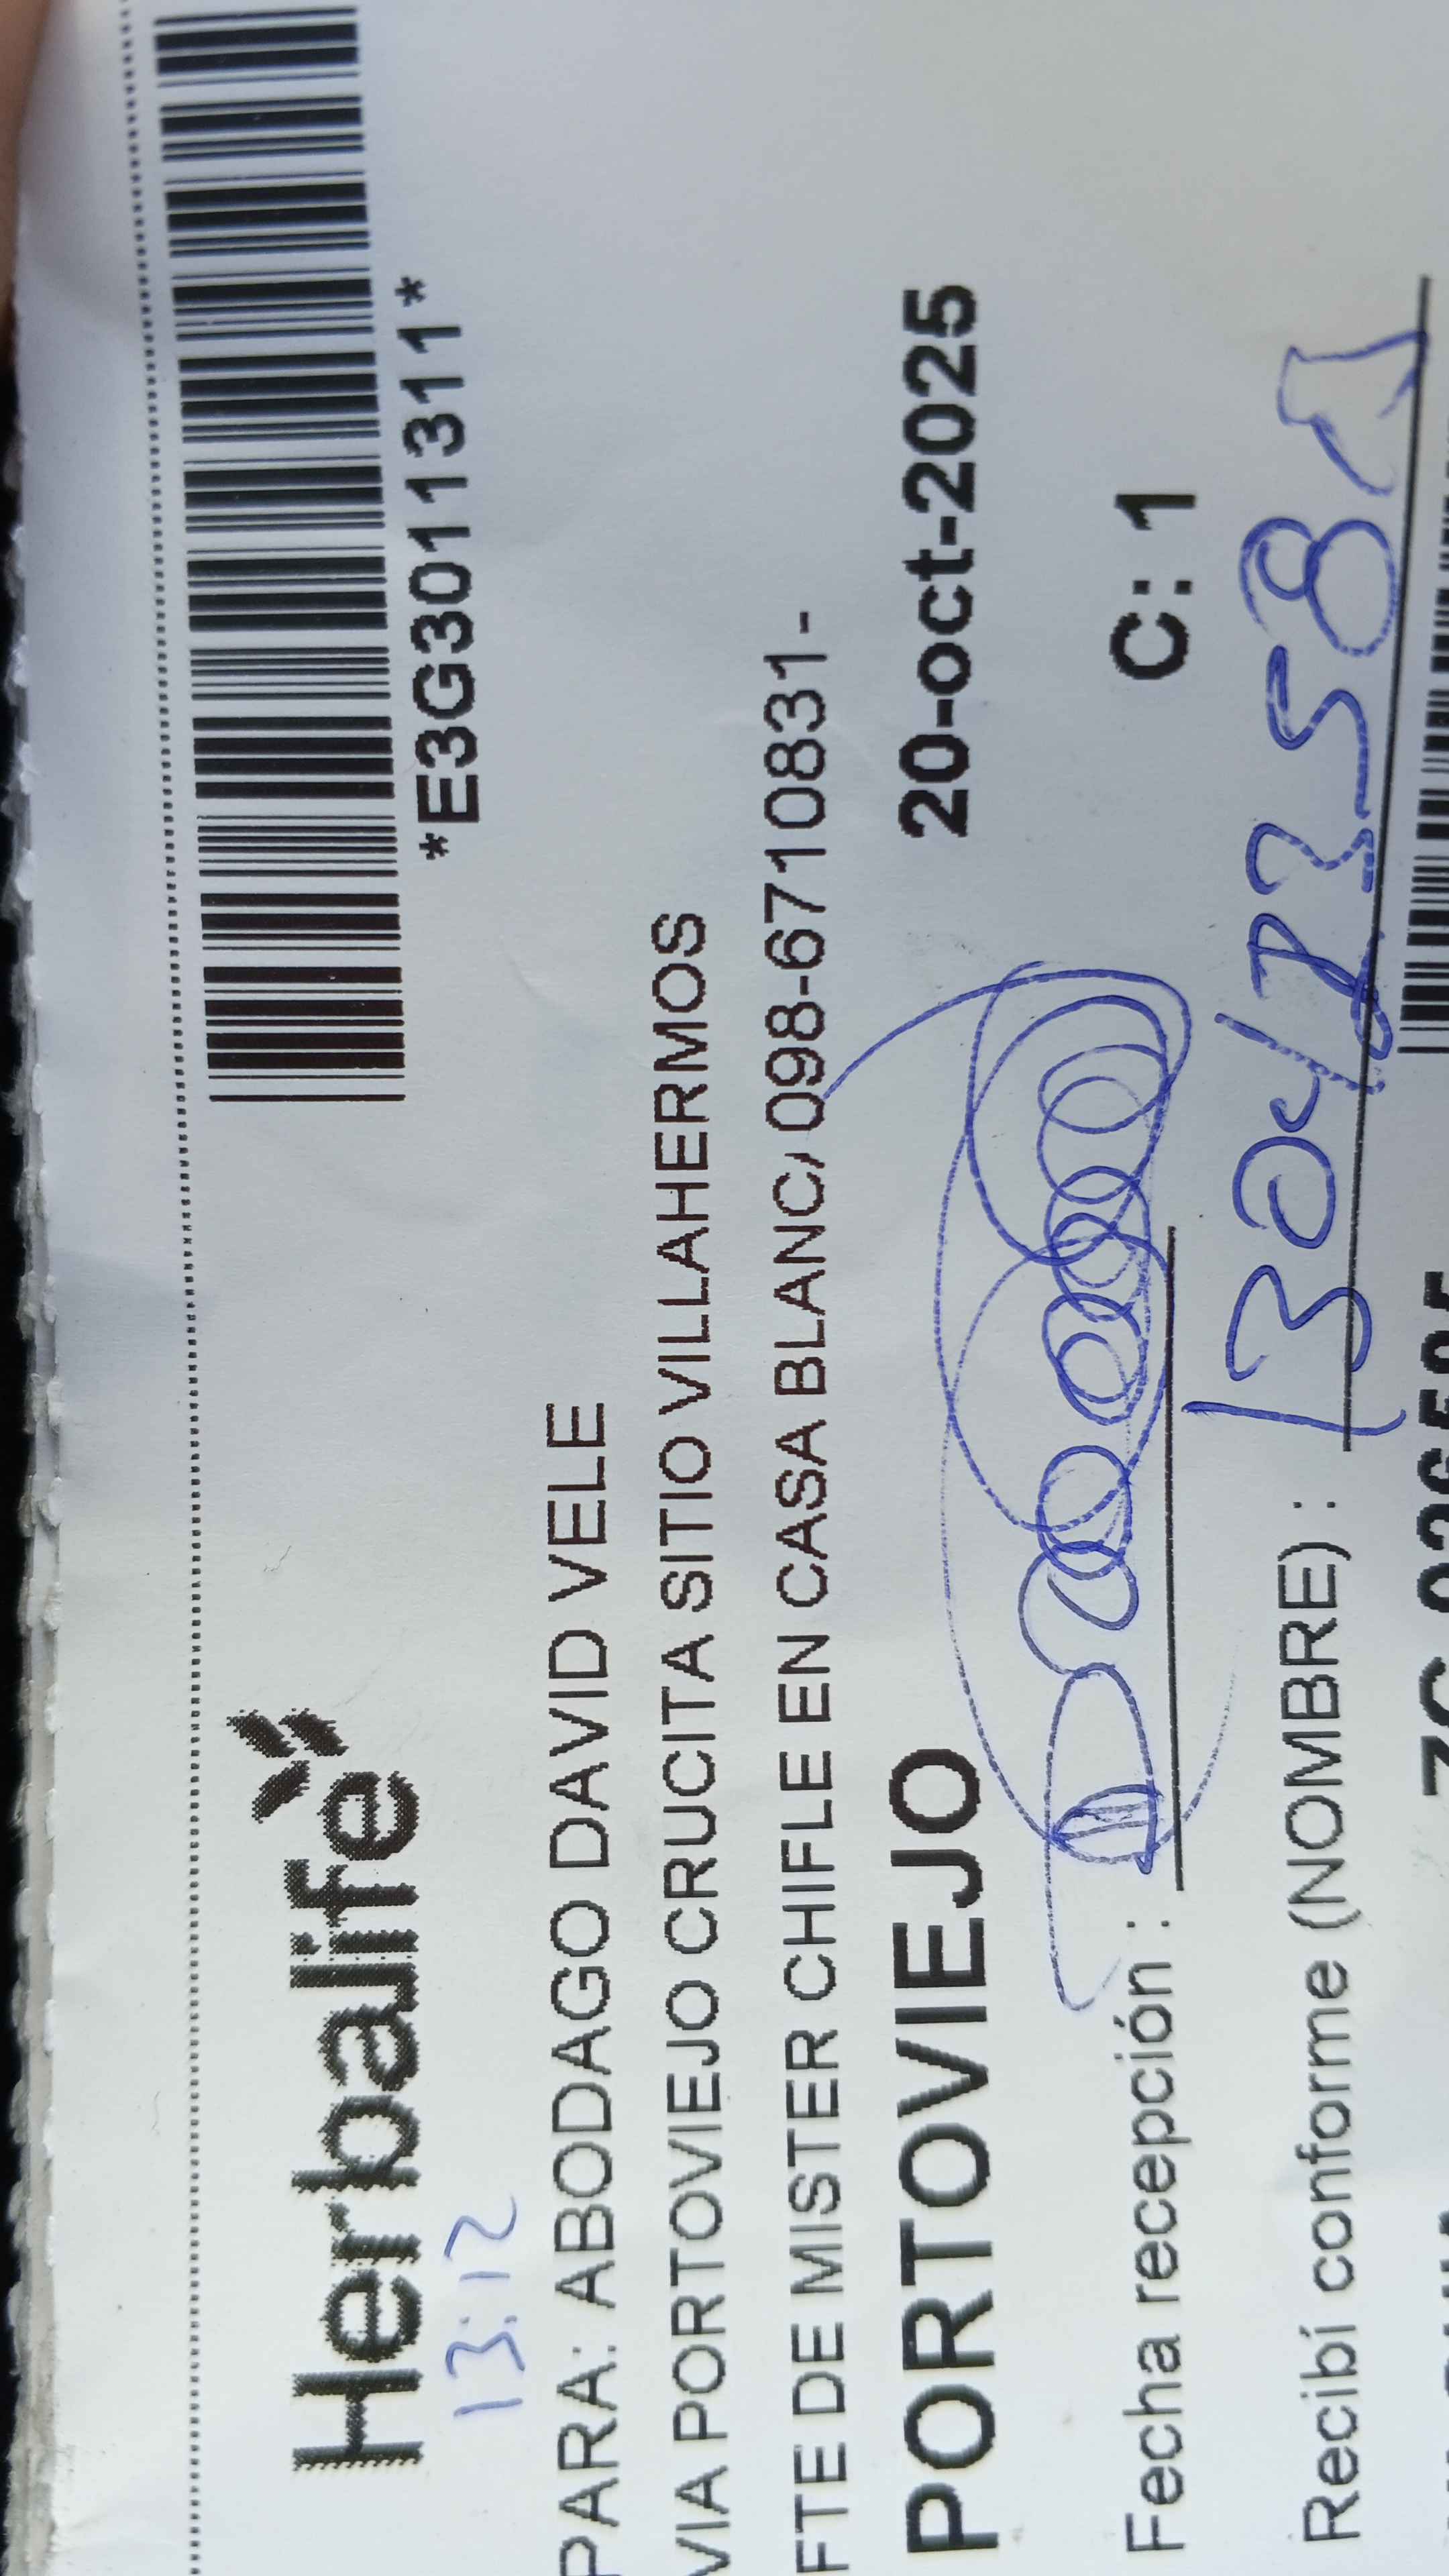 *E3G301311*
Herbalife
13:12
PARA: ABODAGO DAVID VELE
VIA PORTOVIEJO CRUCITA SITIO VILLAHERMOS
FTE DE MISTER CHIFLE EN CASA BLANC 098-6710831-
PORTOVIEJO 20-oct-2025
Fecha recepción :
C: 1
Recibí conforme (NOMBRE) :